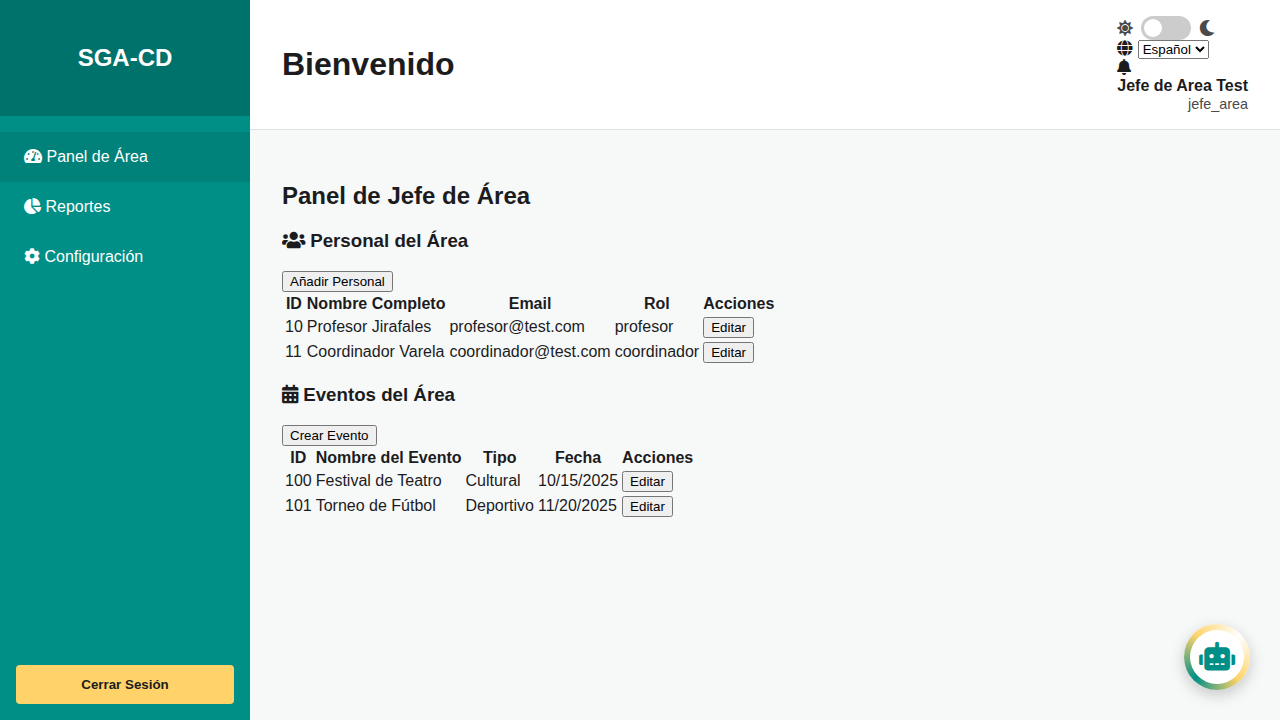 SGA-CD
Panel de Área
Reportes
Configuración
Cerrar Sesión
Bienvenido
Español
Jefe de Area Test
jefe_area
Panel de Jefe de Área
Personal del Área
Añadir Personal
ID Nombre Completo Email Rol Acciones
10 Profesor Jirafales profesor@test.com profesor Editar
11 Coordinador Varela coordinador@test.com coordinador Editar
Eventos del Área
Crear Evento
ID Nombre del Evento Tipo Fecha Acciones
100 Festival de Teatro Cultural 10/15/2025 Editar
101 Torneo de Fútbol Deportivo 11/20/2025 Editar